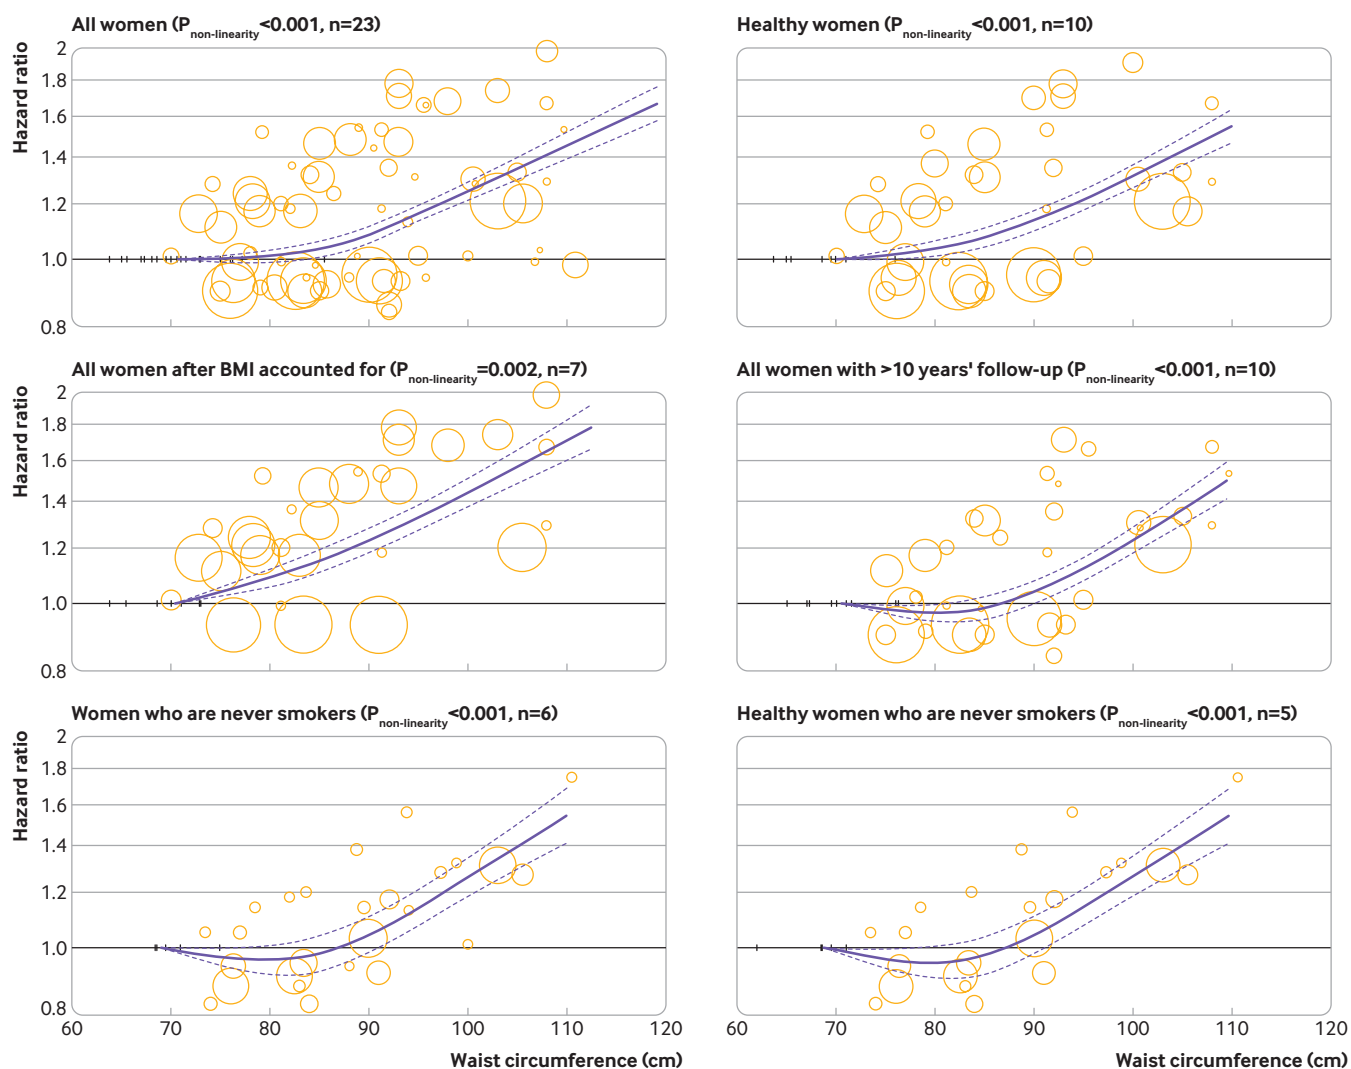 All women (Pnon-linearity<0.001, n=23)
Healthy women (Pnon-linearity<0.001, n=10)
Hazard ratio
2
1.8
1.6
1.4
1.2
1.0
0.8
All women after BMI accounted for (Pnon-linearity=0.002, n=7)
All women with >10 years' follow-up (Pnon-linearity<0.001, n=10)
Hazard ratio
2
1.8
1.6
1.4
1.2
1.0
0.8
Women who are never smokers (Pnon-linearity<0.001, n=6)
Healthy women who are never smokers (Pnon-linearity<0.001, n=5)
Hazard ratio
2
1.8
1.6
1.4
1.2
1.0
0.8
60 70 80 90 100 110 120
60 70 80 90 100 110 120
Waist circumference (cm)
Waist circumference (cm)